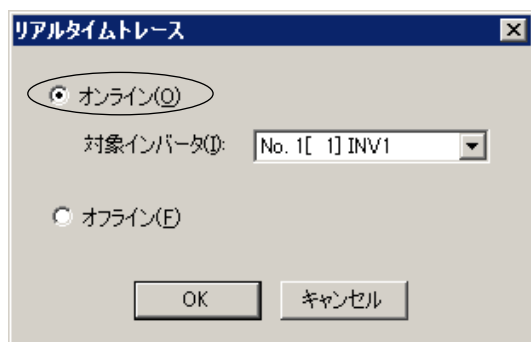 リアルタイムトレース
オンライン(O)
対象インバータ(I): No. 1[ 1] INV1
オフライン(F)
OK キャンセル